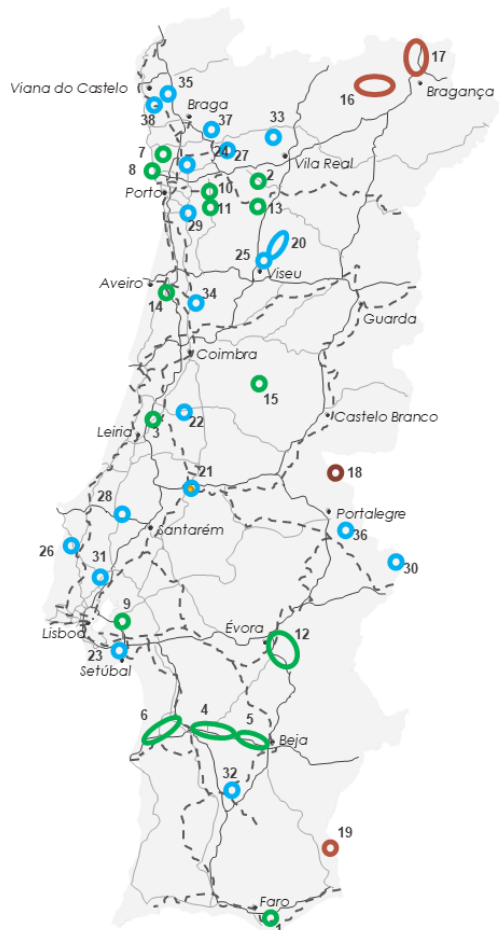 17
35
16
Viana do Castelo
Bragança
Braga
38
37
33
7
24
27
Vila Real
8
2
Porto
10
11
13
29
20
25
Viseu
Aveiro
14
34
Guarda
Coimbra
15
Castelo Branco
22
3
Leiria
18
21
28
Portalegre
Santarém
36
26
31
30
9
Lisboa
Évora
12
23
Setúbal
6
4
5
Beja
32
19
Faro
1